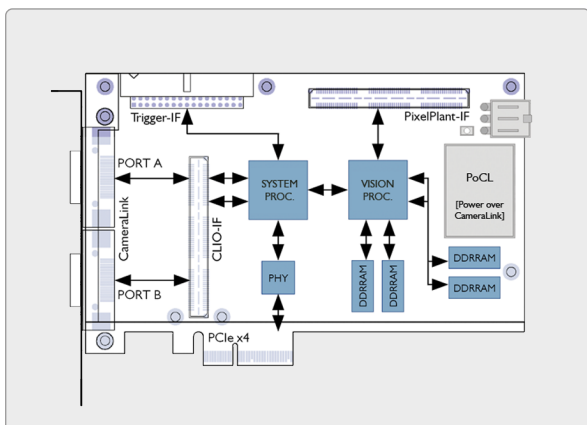 Trigger-IF
PixelPlant-IF
PORT A
CameraLink
CLIO-IF
SYSTEM
PROC.
VISION
PROC.
PoCL
[Power over
CameraLink]
PORT B
PHY
DDRRAM
DDRRAM
DDRRAM
DDRRAM
PCIe x4